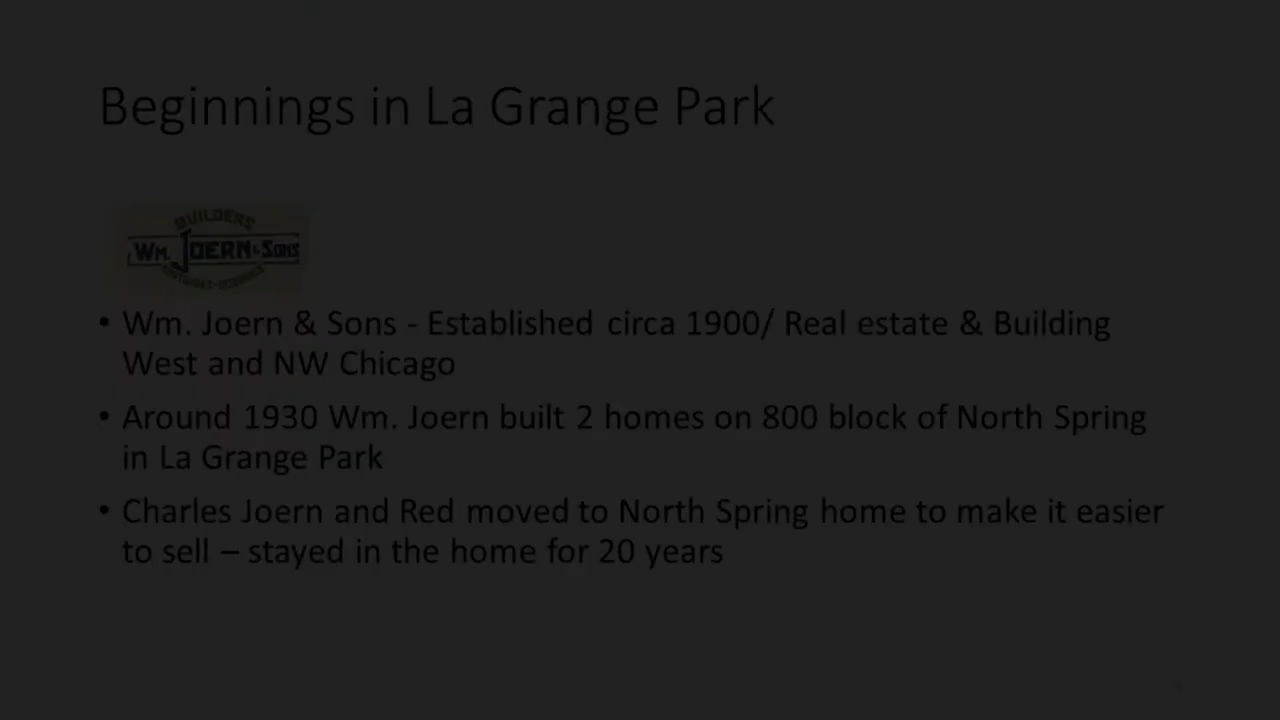 Beginnings in La Grange Park
BUILDERS
WM. JOERN & SONS
• Wm. Joern & Sons - Established circa 1900/ Real estate & Building
West and NW Chicago
• Around 1930 Wm. Joern built 2 homes on 800 block of North Spring
in La Grange Park
• Charles Joern and Red moved to North Spring home to make it easier
to sell – stayed in the home for 20 years